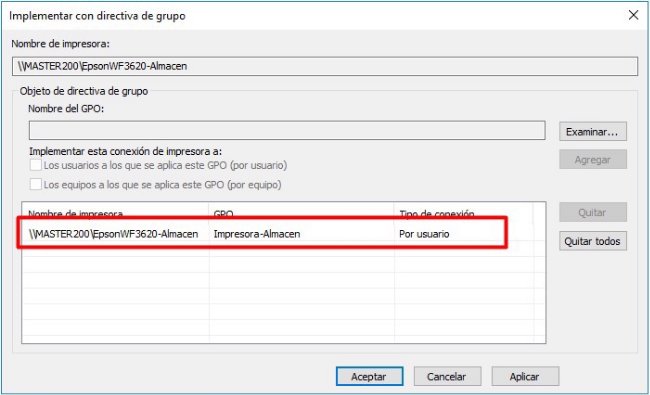 Implementar con directiva de grupo
Nombre de impresora:
\\MASTER200\EpsonWF3620-Almacen
Objeto de directiva de grupo
Nombre del GPO:
Examinar...
Implementar esta conexión de impresora a:
Los usuarios a los que se aplica este GPO (por usuario)
Agregar
Los equipos a los que se aplica este GPO (por equipo)
Nombre de impresora GPO Tipo de conexión Quitar
\\MASTER200\EpsonWF3620-Almacen Impresora-Almacen Por usuario
Quitar todos
Aceptar Cancelar Aplicar